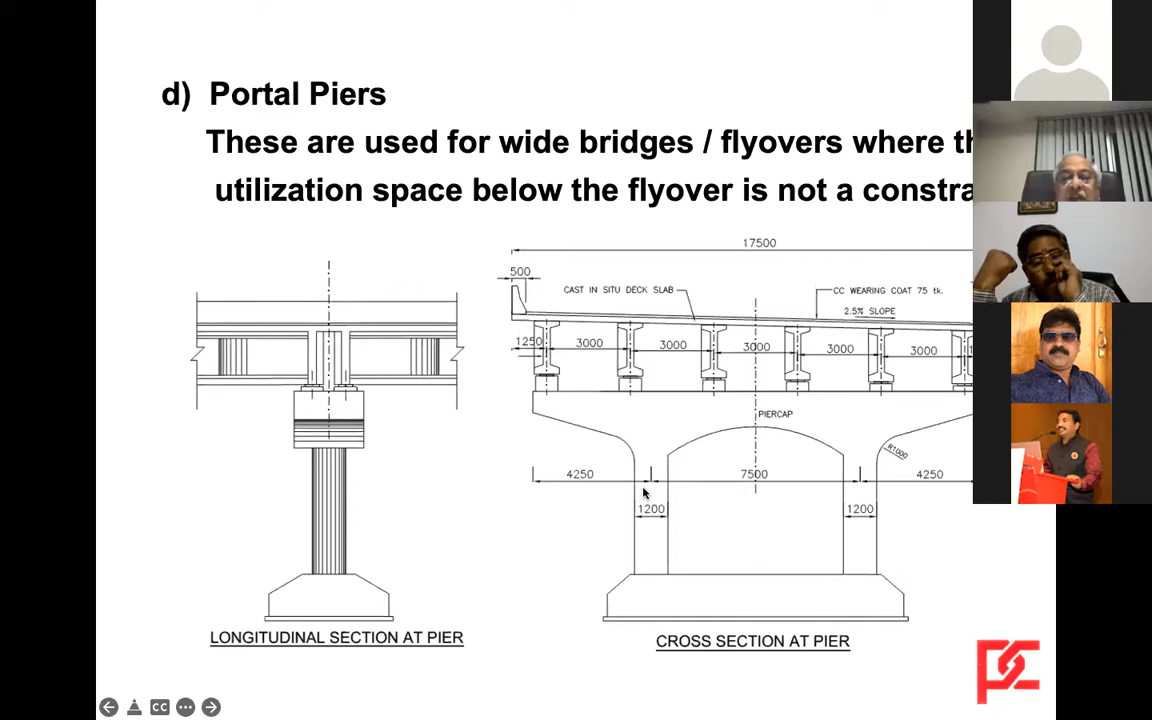 d) Portal Piers
These are used for wide bridges / flyovers where
utilization space below the flyover is not a
17500
500
CAST IN SITU DECK SLAB
CC WEARING COAT 75 tk.
2.5% SLOPE
1250
3000
3000
3000
3000
3000
PIERCAP
R1000
4250
7500
4250
1200
1200
LONGITUDINAL SECTION AT PIER
CROSS SECTION AT PIER
CC